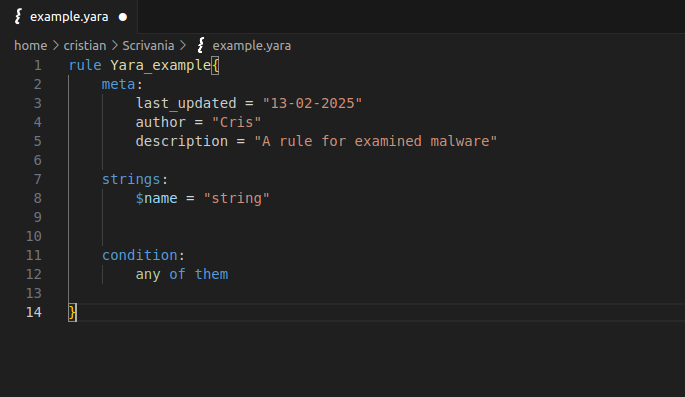 example.yara
home > cristian > Scrivania > example.yara
1 rule Yara_example{
2     meta:
3         last_updated = "13-02-2025"
4         author = "Cris"
5         description = "A rule for examined malware"
6
7     strings:
8         $name = "string"
9
10
11     condition:
12         any of them
13
14 }